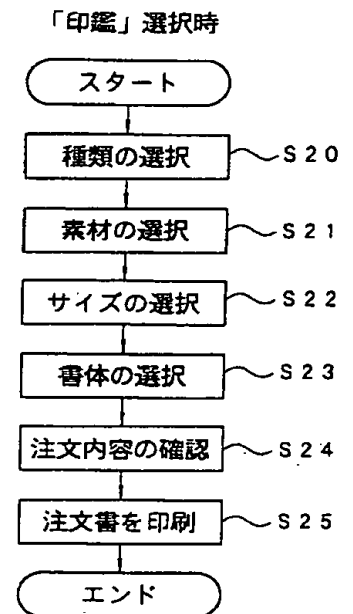 「印鑑」選択時
スタート
種類の選択 S20
素材の選択 S21
サイズの選択 S22
書体の選択 S23
注文内容の確認 S24
注文書を印刷 S25
エンド